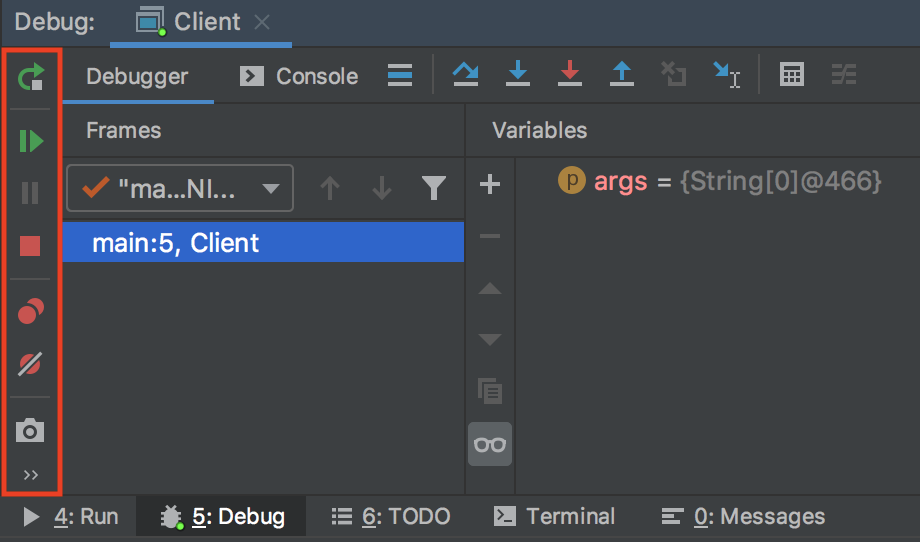 Debug: Client
Debugger Console
Frames Variables
"ma...NI... 
p args = {String[0]@466}
main:5, Client
4: Run 5: Debug 6: TODO Terminal 0: Messages